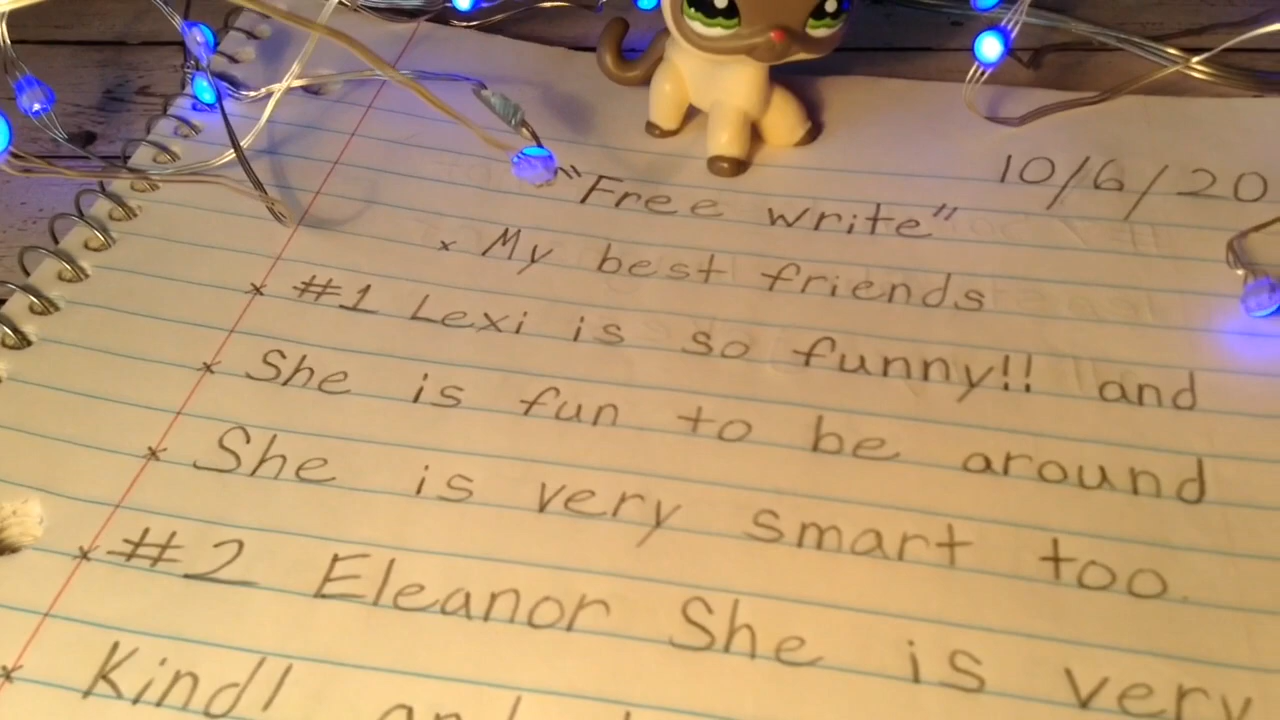 10/6/20
"Free write"
x My best friends
x #1 Lexi is so funny!! and
x She is fun to be around
x She is very smart too.
x #2 Eleanor She is very
x Kind! and